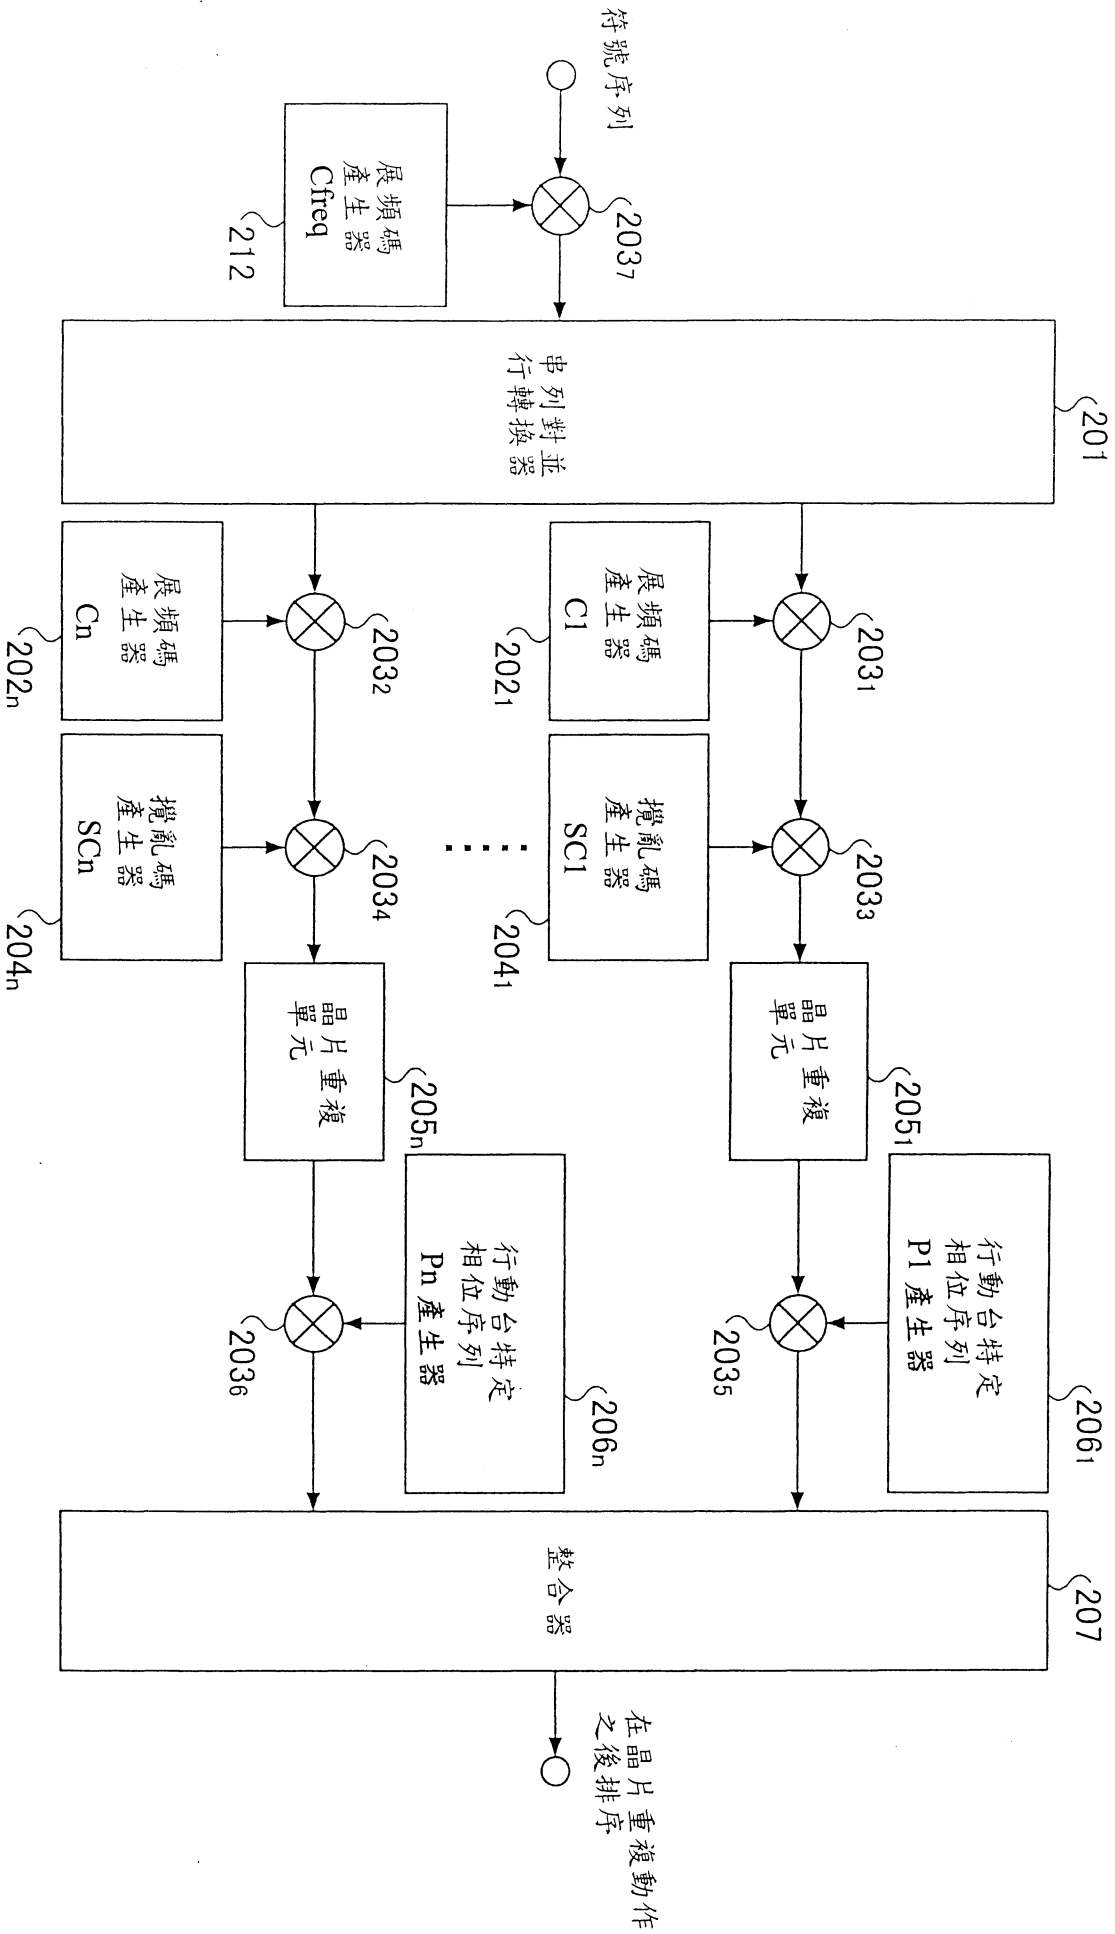 符號序列
203₇
展頻碼
產生器
Cfreq
212
串列對並
行轉換器
201
展頻碼
產生器
C1
202₁
203₁
攪亂碼
產生器
SC1
204₁
203₃
晶片重複
單元
205₁
行動台特定
相位序列
P1 產生器
206₁
203₅
展頻碼
產生器
Cn
202ₙ
203₂
攪亂碼
產生器
SCn
204ₙ
203₄
晶片重複
單元
205ₙ
行動台特定
相位序列
Pn 產生器
206ₙ
203₆
整合器
207
在晶片重複動作
之後排序